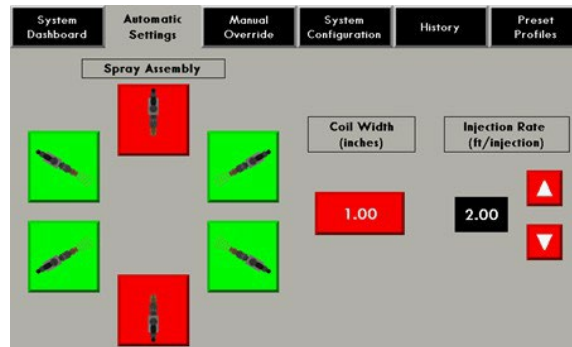 System
Dashboard
Automatic
Settings
Manual
Override
System
Configuration
History
Preset
Profiles
Spray Assembly
Coil Width
(inches)
Injection Rate
(ft/injection)
1.00
2.00